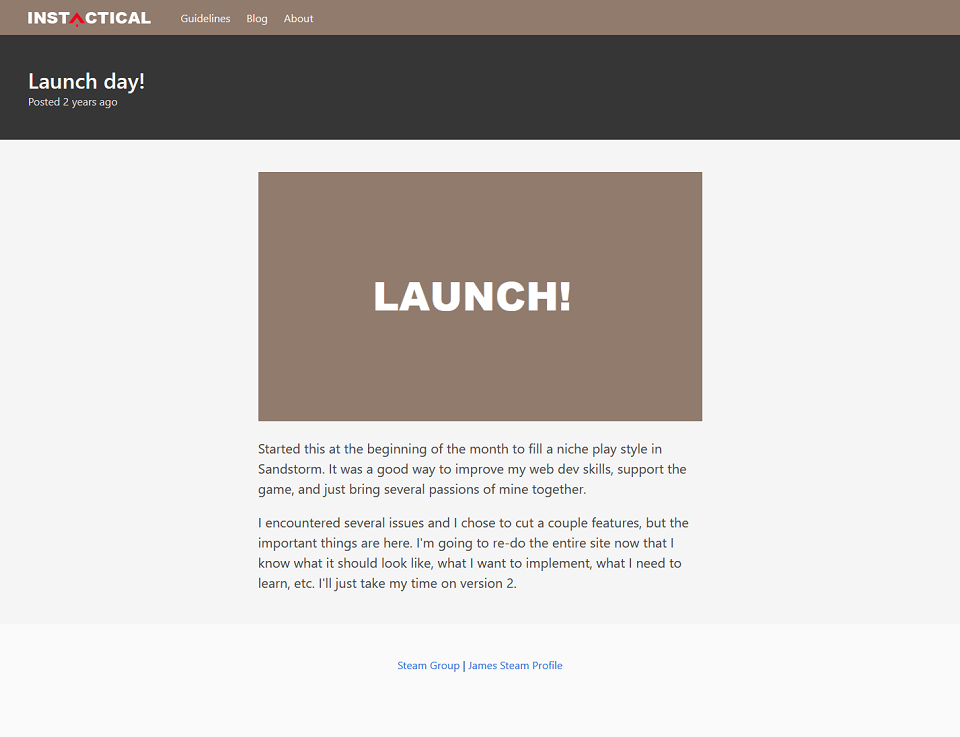 INSTACTICAL Guidelines Blog About
Launch day!
Posted 2 years ago
LAUNCH!
Started this at the beginning of the month to fill a niche play style in
Sandstorm. It was a good way to improve my web dev skills, support the
game, and just bring several passions of mine together.
I encountered several issues and I chose to cut a couple features, but the
important things are here. I'm going to re-do the entire site now that I
know what it should look like, what I want to implement, what I need to
learn, etc. I'll just take my time on version 2.
Steam Group | James Steam Profile